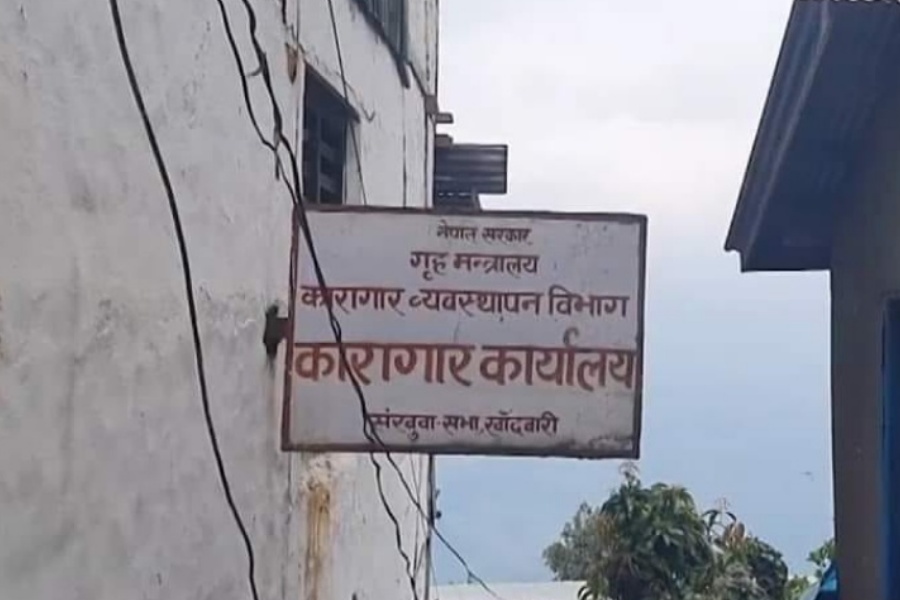 नेपाल सरकार
गृह मन्त्रालय
कारागार व्यवस्थापन विभाग
कारागार कार्यालय
संखुवा-सभा, खाँदबारी